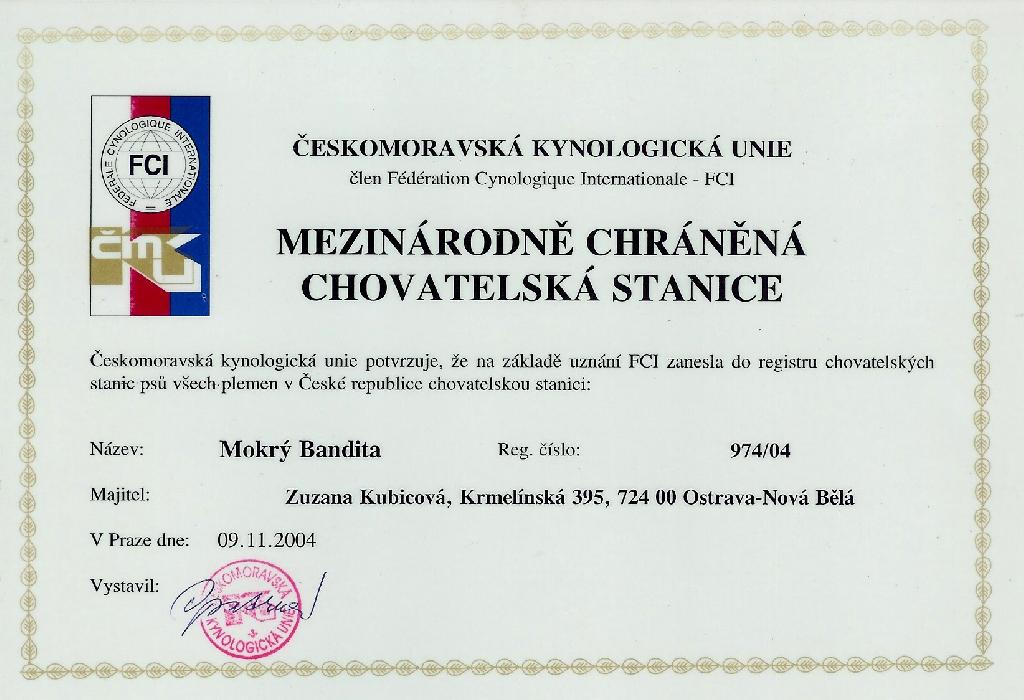 FEDERALE CYNOLOGIQUE INTERNATIONALE
FCI
ČMKU
ČESKOMORAVSKÁ KYNOLOGICKÁ UNIE
člen Fédération Cynologique Internationale - FCI
MEZINÁRODNĚ CHRÁNĚNÁ
CHOVATELSKÁ STANICE
Českomoravská kynologická unie potvrzuje, že na základě uznání FCI zanesla do registru chovatelských
stanic psů všech plemen v České republice chovatelskou stanici:
Název: Mokrý Bandita Reg. číslo: 974/04
Majitel: Zuzana Kubicová, Krmelínská 395, 724 00 Ostrava-Nová Bělá
V Praze dne: 09.11.2004
Vystavil:
ČESKOMORAVSKÁ
KYNOLOGICKÁ UNIE